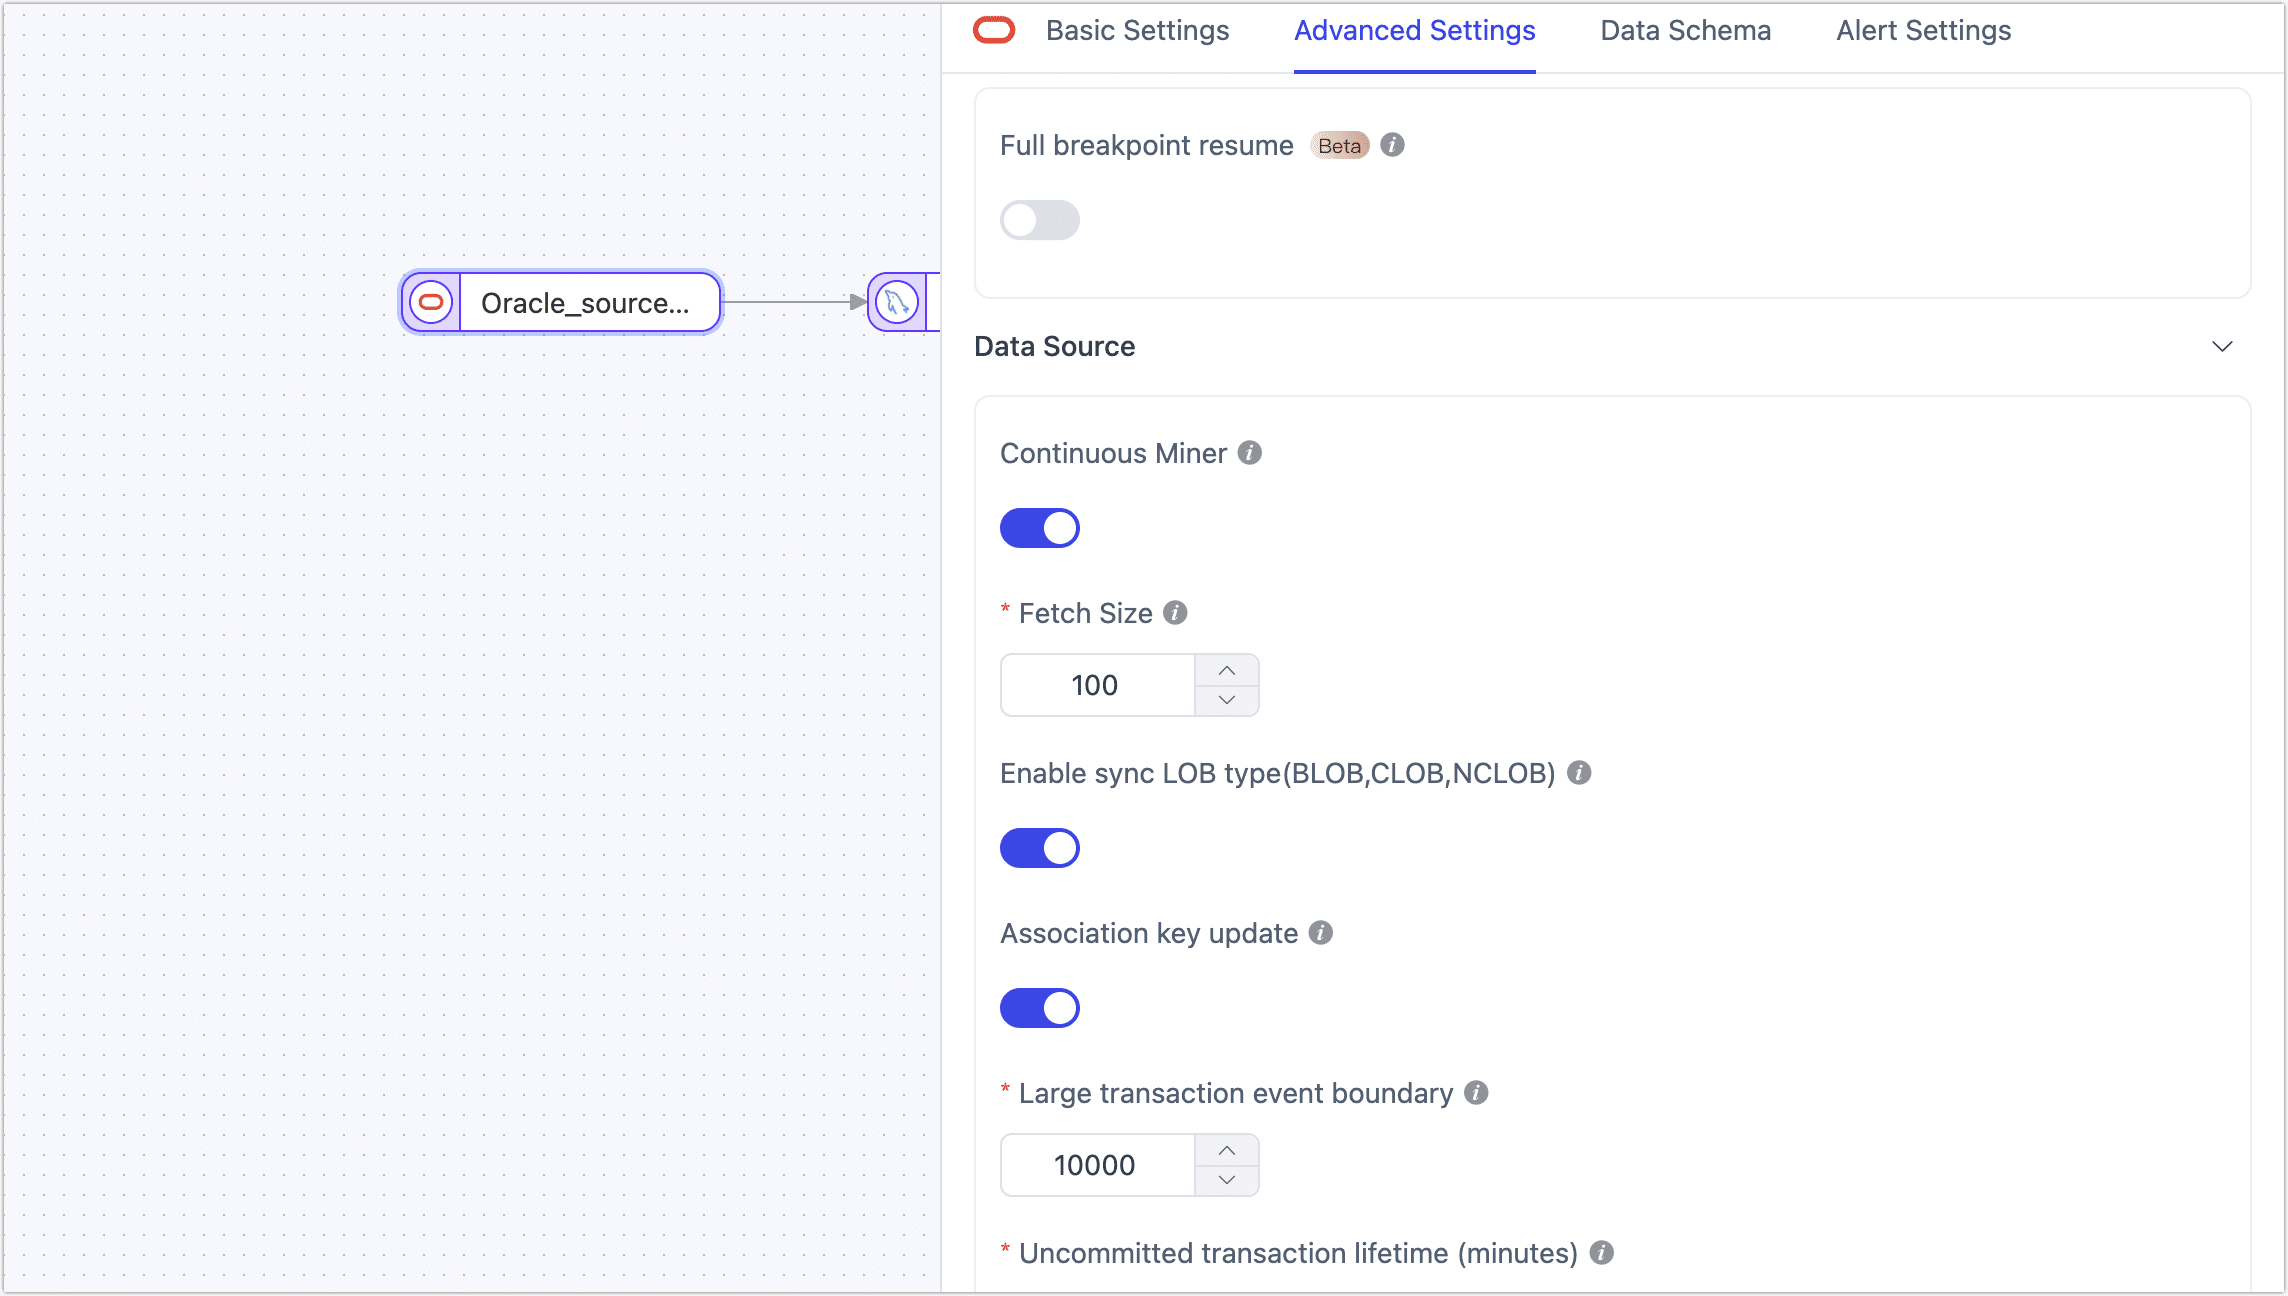 Basic Settings Advanced Settings Data Schema Alert Settings
Full breakpoint resume Beta
Oracle_source...
Data Source
Continuous Miner
* Fetch Size
100
Enable sync LOB type(BLOB,CLOB,NCLOB)
Association key update
* Large transaction event boundary
10000
* Uncommitted transaction lifetime (minutes)